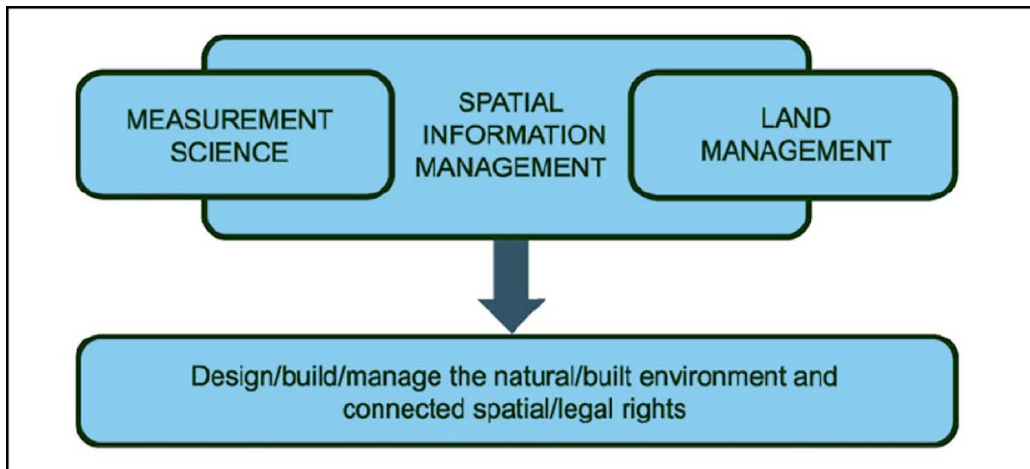 MEASUREMENT
SCIENCE
SPATIAL
INFORMATION
MANAGEMENT
LAND
MANAGEMENT
Design/build/manage the natural/built environment and
connected spatial/legal rights